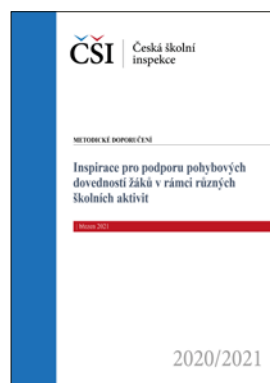 ČŠI
Česká školní
inspekce
METODICKÉ DOPORUČENÍ
Inspirace pro podporu pohybových
dovedností žáků v rámci různých
školních aktivit
březen 2021
2020/2021